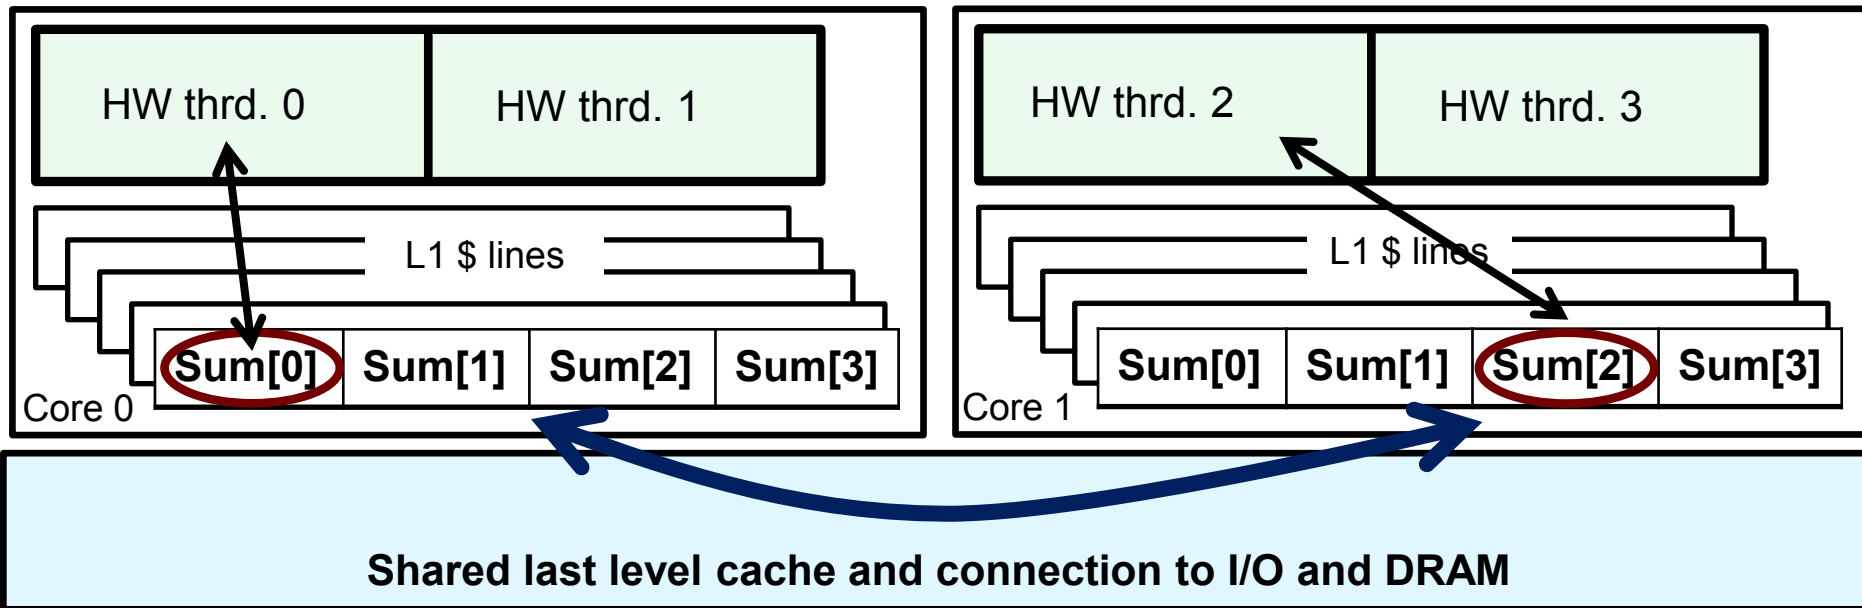 HW thrd. 0
HW thrd. 1
L1 $ lines
Sum[0] Sum[1] Sum[2] Sum[3]
Core 0
HW thrd. 2
HW thrd. 3
L1 $ lines
Sum[0] Sum[1] Sum[2] Sum[3]
Core 1
Shared last level cache and connection to I/O and DRAM